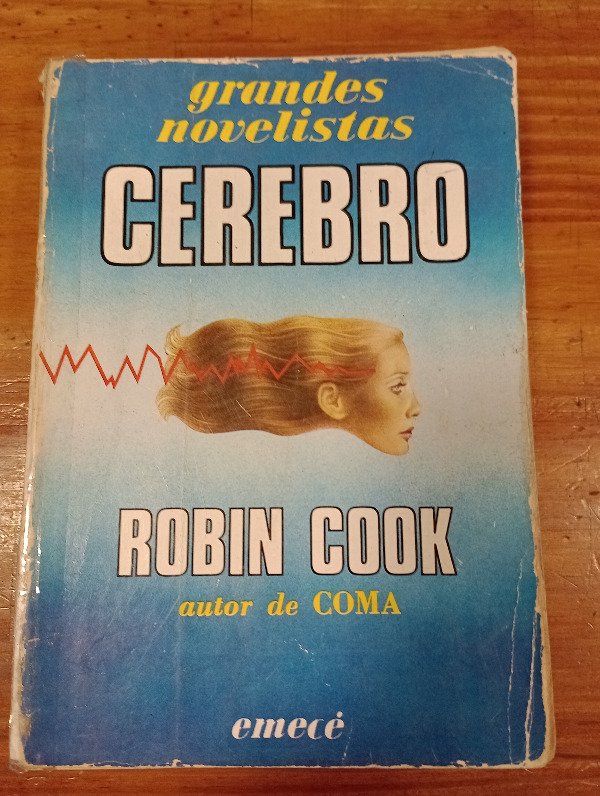 grandes
novelistas
CEREBRO
ROBIN COOK
autor de COMA
emecé